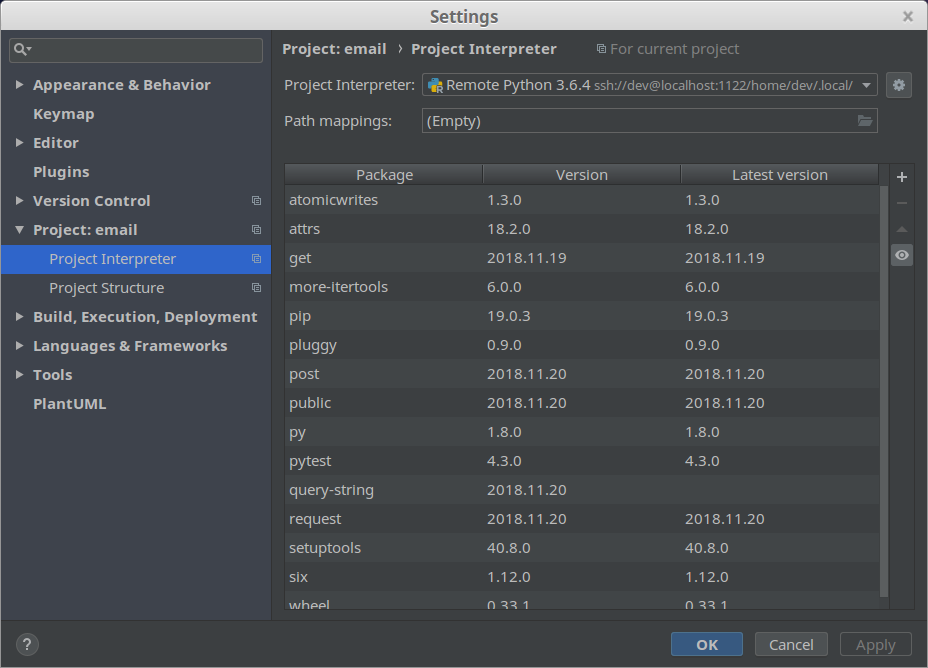 Settings
Project: email › Project Interpreter For current project
Appearance & Behavior
Keymap
Editor
Plugins
Version Control
Project: email
Project Interpreter
Project Structure
Build, Execution, Deployment
Languages & Frameworks
Tools
PlantUML
Project Interpreter: Remote Python 3.6.4 ssh://dev@localhost:1122/home/dev/.local/
Path mappings: (Empty)
Package Version Latest version
atomicwrites 1.3.0 1.3.0
attrs 18.2.0 18.2.0
get 2018.11.19 2018.11.19
more-itertools 6.0.0 6.0.0
pip 19.0.3 19.0.3
pluggy 0.9.0 0.9.0
post 2018.11.20 2018.11.20
public 2018.11.20 2018.11.20
py 1.8.0 1.8.0
pytest 4.3.0 4.3.0
query-string 2018.11.20
request 2018.11.20 2018.11.20
setuptools 40.8.0 40.8.0
six 1.12.0 1.12.0
wheel 0.33.1 0.33.1
? OK Cancel Apply